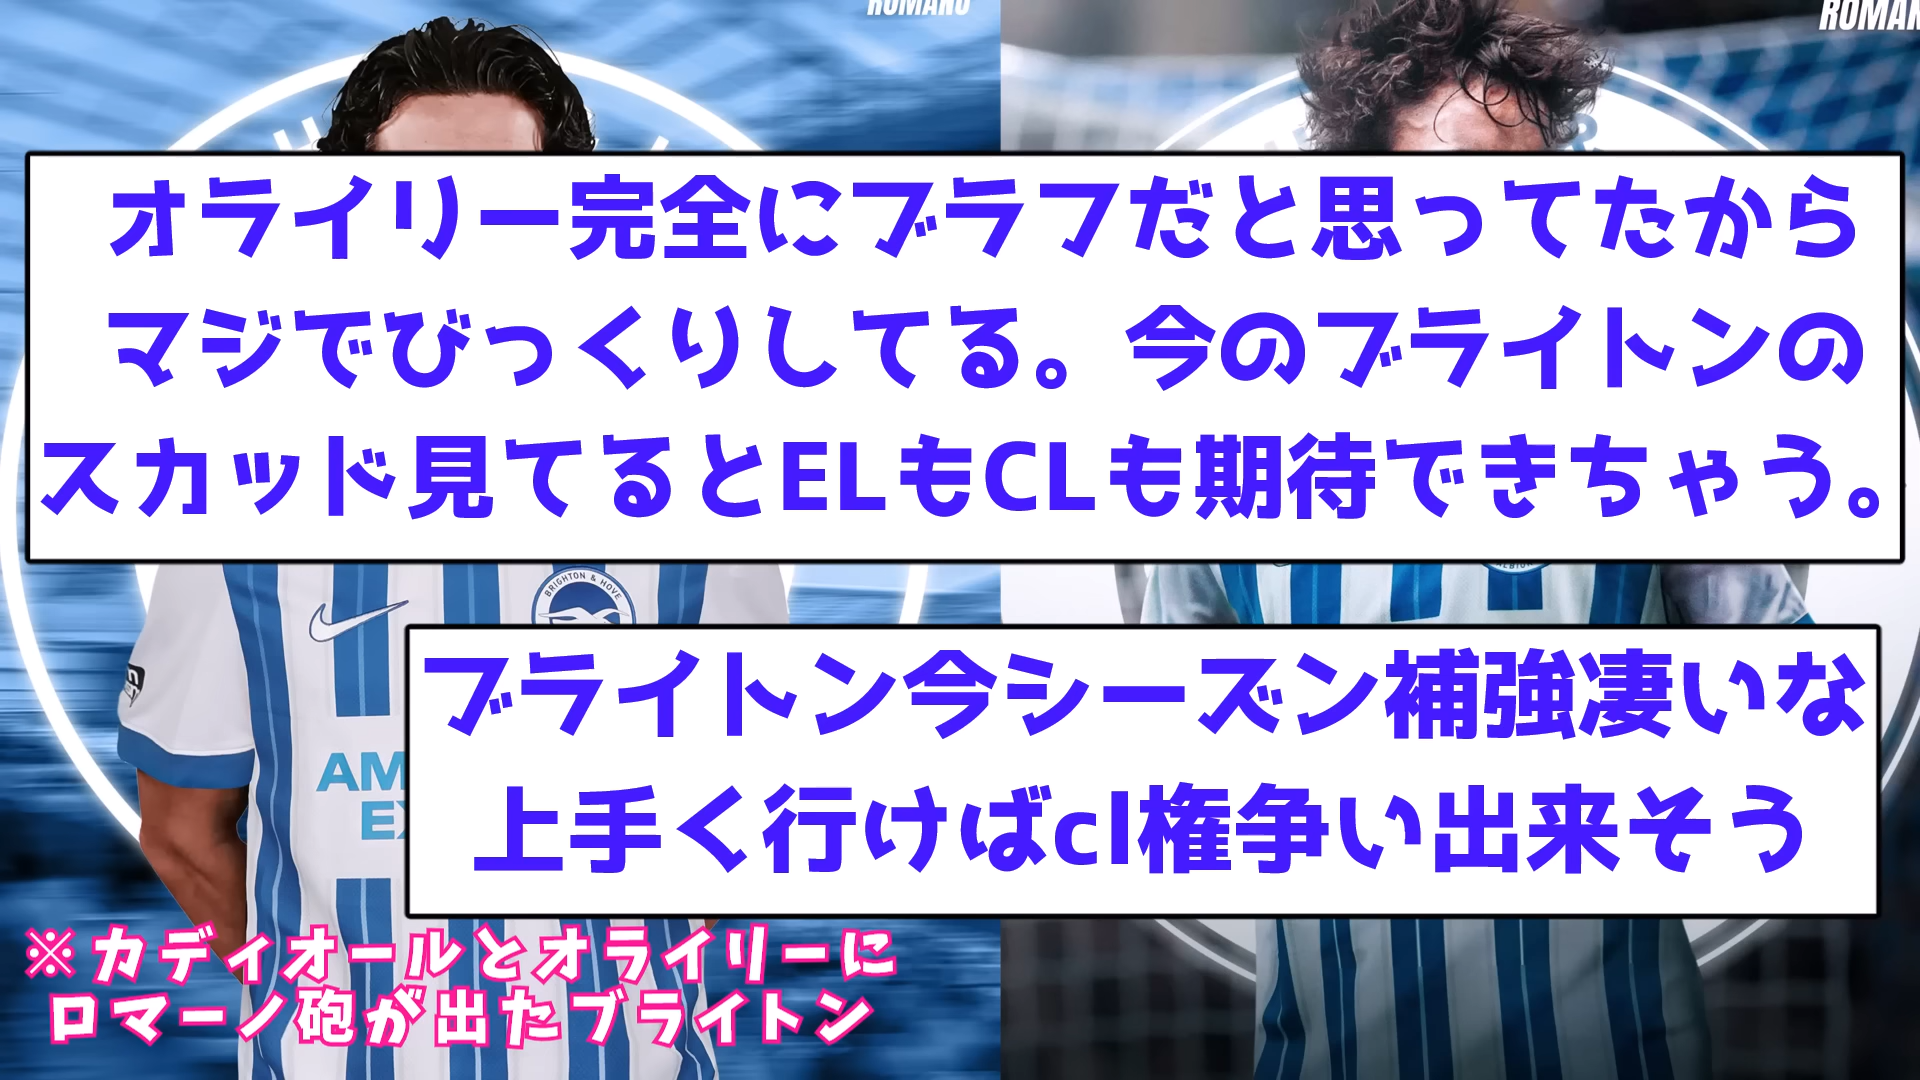 ROMANO
ROMAN
オライリー完全にブラフだと思ってたから
マジでびっくりしてる。今のブライトンの
スカッド見てるとELもCLも期待できちゃう。
BRIGHTON & HOVE
ブライトン今シーズン補強凄いな
上手く行けばcl権争い出来そう
AM
EX
※カディオールとオライリーに
ロマーノ砲が出たブライトン